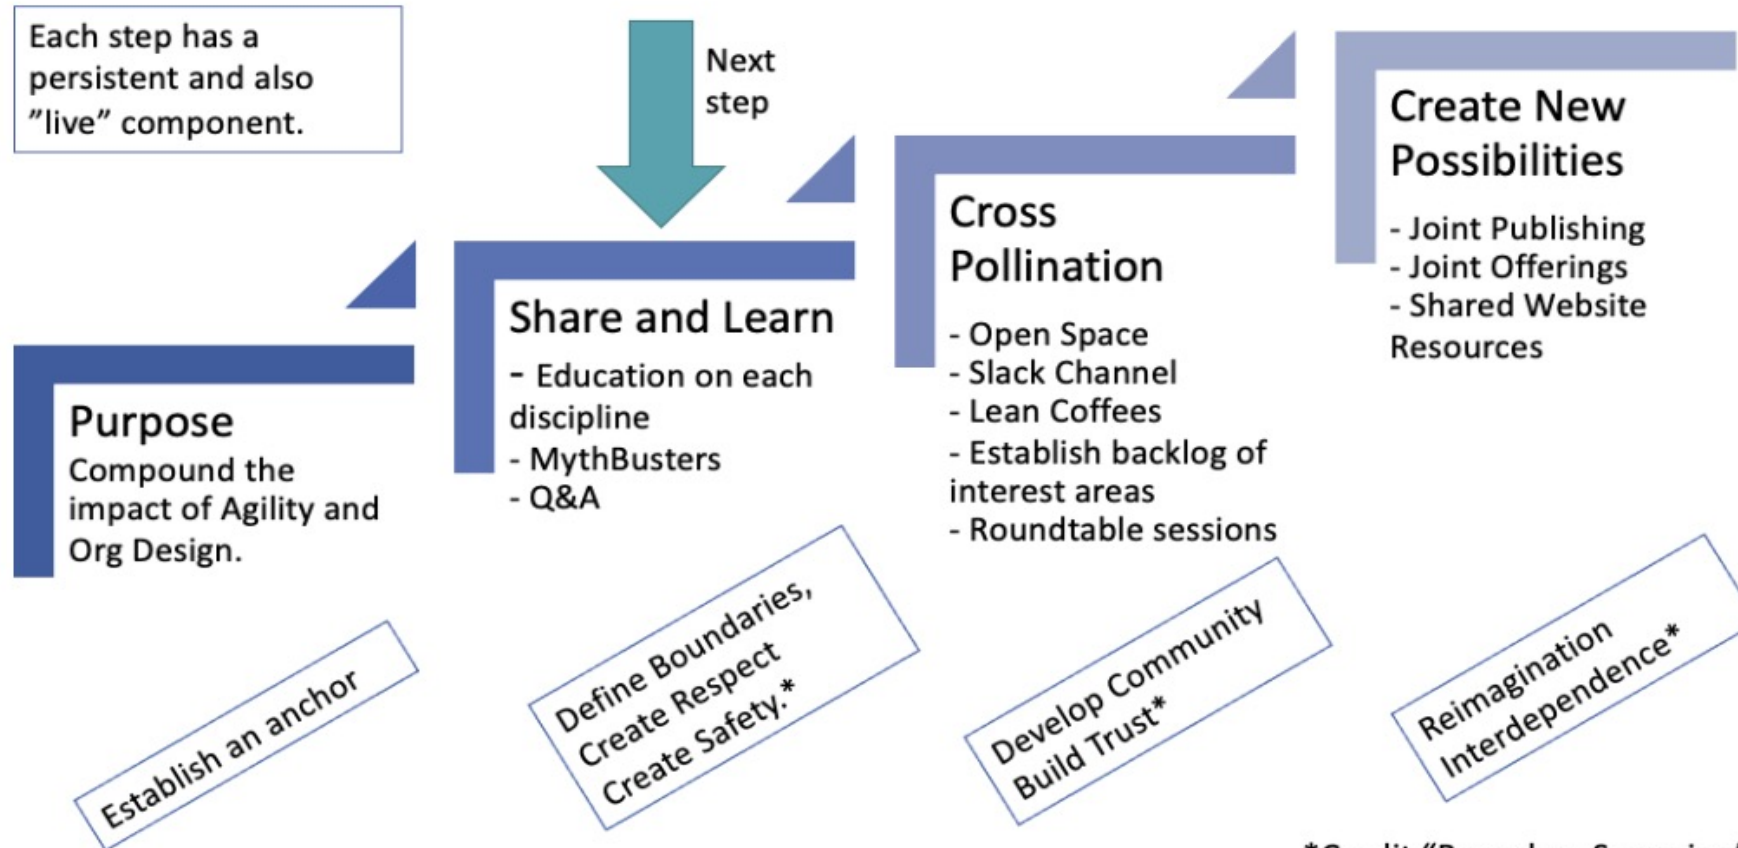 Each step has a
persistent and also
”live” component.
Next
step
Purpose
Compound the
impact of Agility and
Org Design.
Share and Learn
- Education on each
discipline
- MythBusters
- Q&A
Cross
Pollination
- Open Space
- Slack Channel
- Lean Coffees
- Establish backlog of
interest areas
- Roundtable sessions
Create New
Possibilities
- Joint Publishing
- Joint Offerings
- Shared Website
Resources
Establish an anchor
Define Boundaries,
Create Respect
Create Safety.*
Develop Community
Build Trust*
Reimagination
Interdependence*